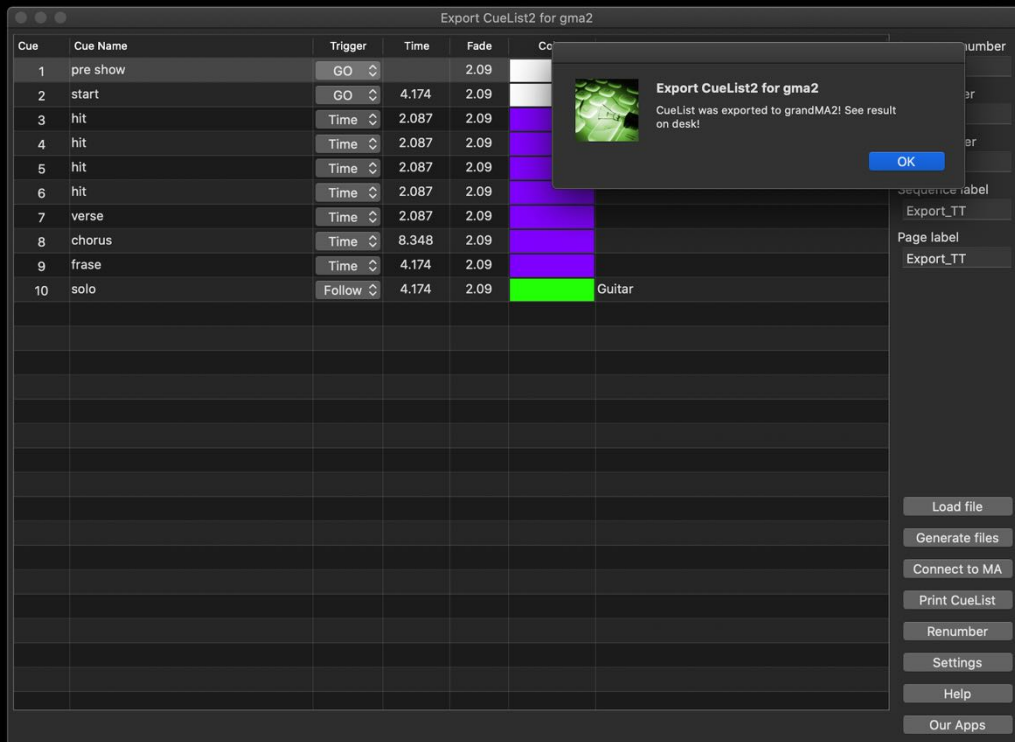 Export CueList2 for gma2
Cue Cue Name Trigger Time Fade
1 pre show GO 2.09
2 start GO 4.174 2.09
3 hit Time 2.087 2.09
4 hit Time 2.087 2.09
5 hit Time 2.087 2.09
6 hit Time 2.087 2.09
7 verse Time 2.087 2.09
8 chorus Time 8.348 2.09
9 frase Time 4.174 2.09
10 solo Follow 4.174 2.09 Guitar
Export CueList2 for gma2
CueList was exported to grandMA2! See result
on desk!
OK
Sequence label
Export_TT
Page label
Export_TT
Load file
Generate files
Connect to MA
Print CueList
Renumber
Settings
Help
Our Apps